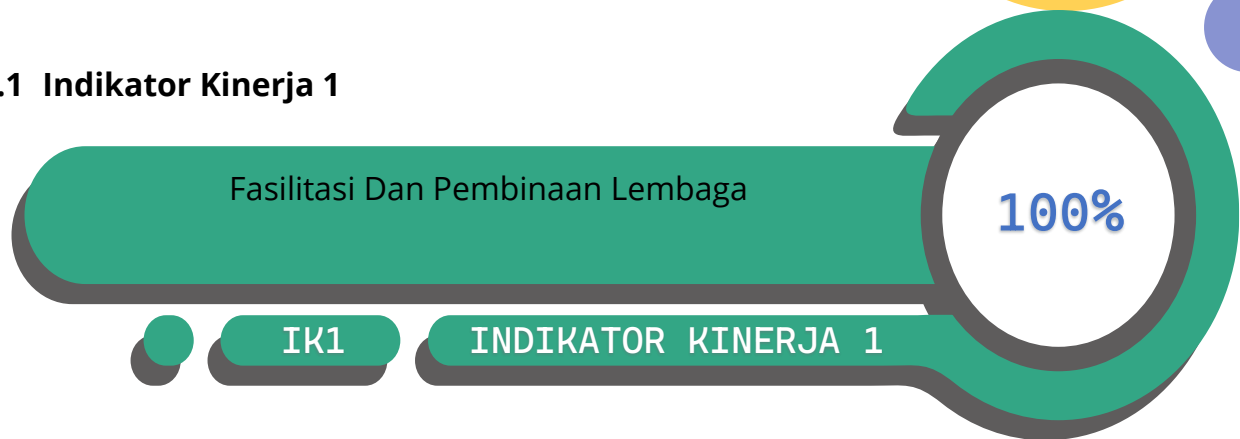 .1 Indikator Kinerja 1
Fasilitasi Dan Pembinaan Lembaga
100%
IK1
INDIKATOR KINERJA 1